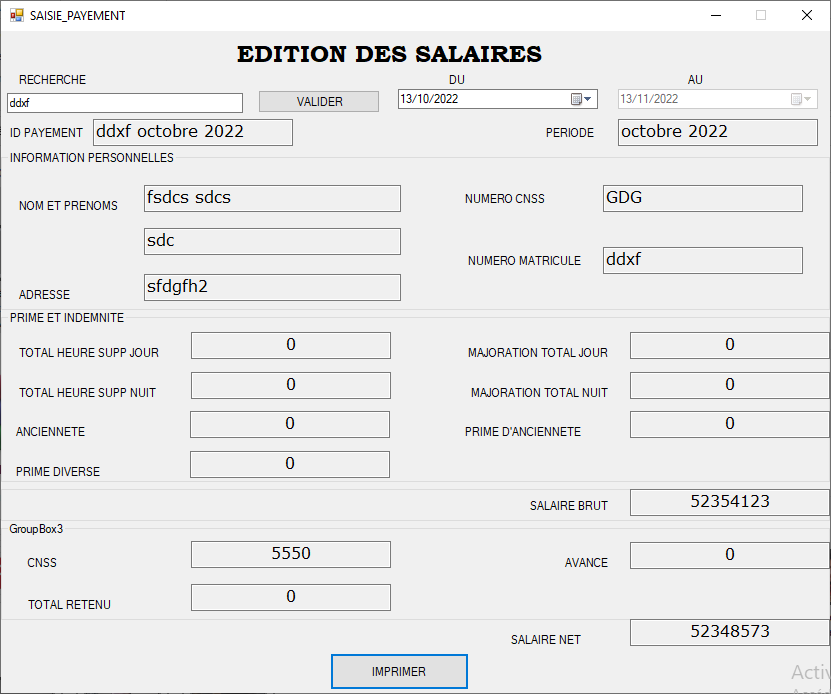 SAISIE_PAYEMENT
EDITION DES SALAIRES
RECHERCHE DU AU
ddxf VALIDER 13/10/2022 13/11/2022
ID PAYEMENT ddxf octobre 2022 PERIODE octobre 2022
INFORMATION PERSONNELLES
NOM ET PRENOMS fsdcs sdcs NUMERO CNSS GDG
sdc
NUMERO MATRICULE ddxf
ADRESSE sfdgfh2
PRIME ET INDEMNITE
TOTAL HEURE SUPP JOUR 0 MAJORATION TOTAL JOUR 0
TOTAL HEURE SUPP NUIT 0 MAJORATION TOTAL NUIT 0
ANCIENNETE 0 PRIME D'ANCIENNETE 0
PRIME DIVERSE 0
SALAIRE BRUT 52354123
GroupBox3
CNSS 5550 AVANCE 0
TOTAL RETENU 0
SALAIRE NET 52348573
IMPRIMER
Activ